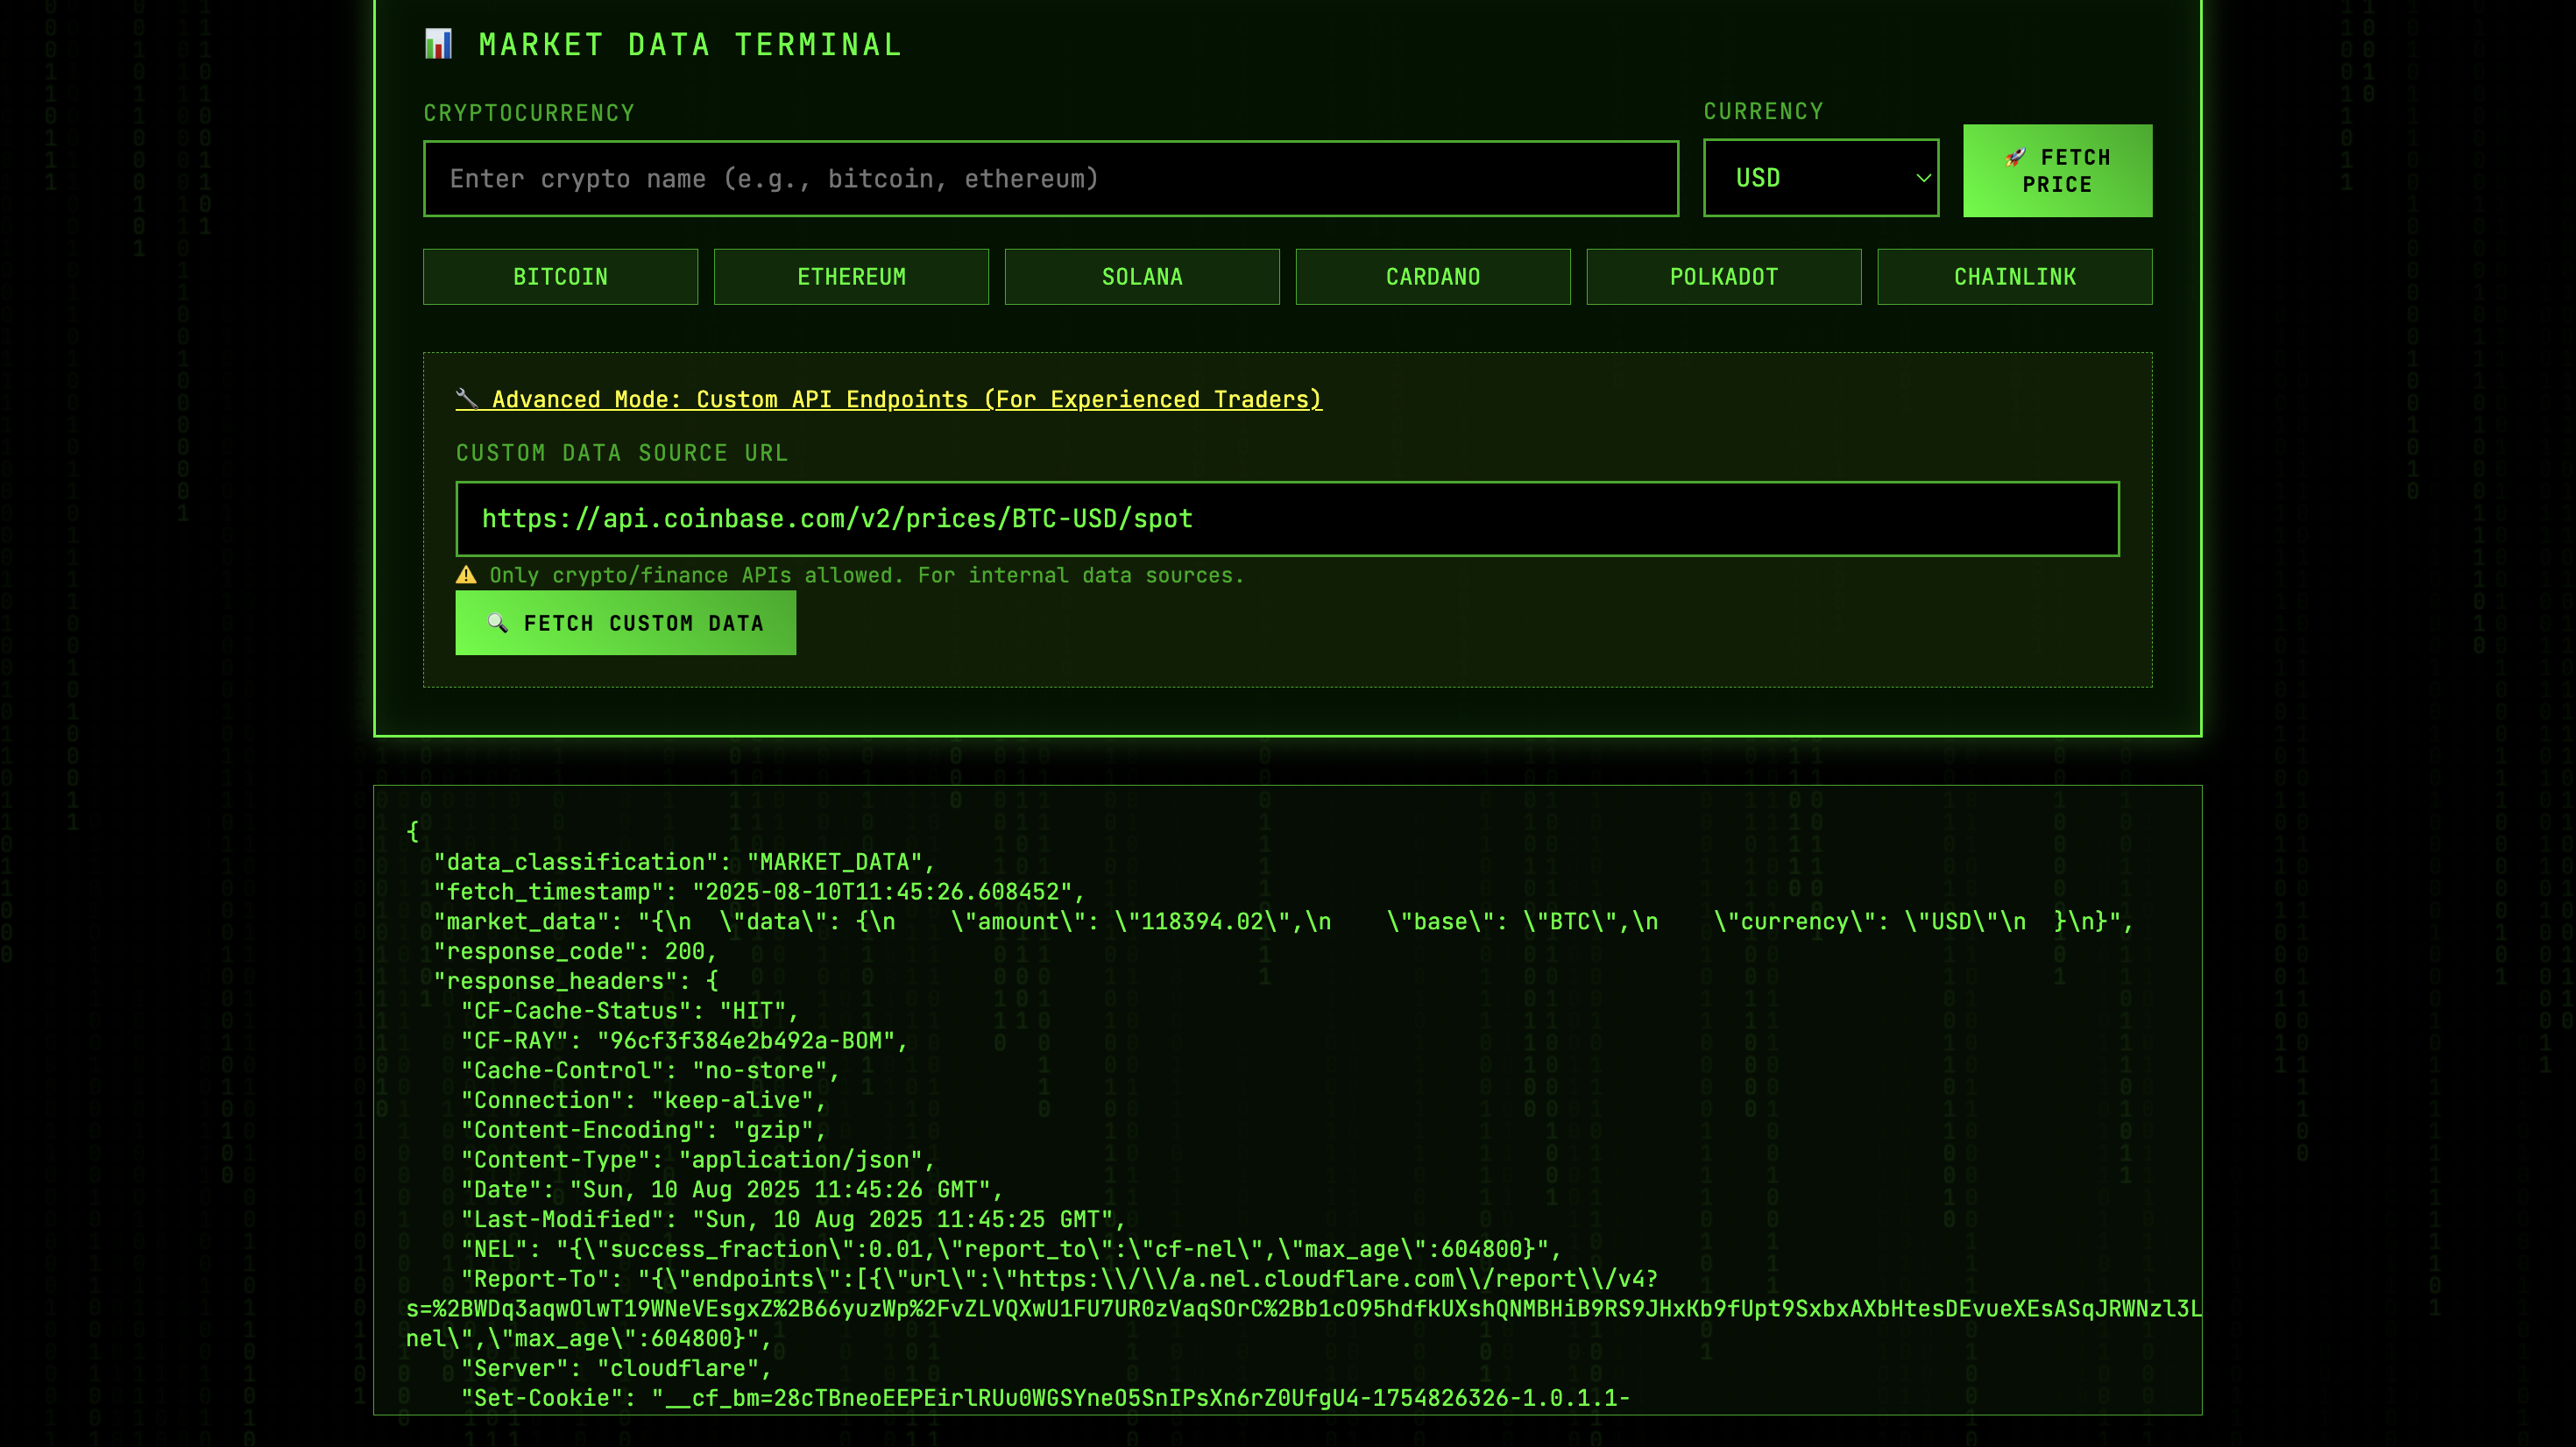 📊 MARKET DATA TERMINAL
CRYPTOCURRENCY
CURRENCY
Enter crypto name (e.g., bitcoin, ethereum)
USD
🚀 FETCH
PRICE
BITCOIN
ETHEREUM
SOLANA
CARDANO
POLKADOT
CHAINLINK
🔧 Advanced Mode: Custom API Endpoints (For Experienced Traders)
CUSTOM DATA SOURCE URL
https://api.coinbase.com/v2/prices/BTC-USD/spot
⚠️ Only crypto/finance APIs allowed. For internal data sources.
🔍 FETCH CUSTOM DATA
{
"data_classification": "MARKET_DATA",
"fetch_timestamp": "2025-08-10T11:45:26.608452",
"market_data": "{\n  \"data\": {\n    \"amount\": \"118394.02\",\n    \"base\": \"BTC\",\n    \"currency\": \"USD\"\n  }\n}",
"response_code": 200,
"response_headers": {
"CF-Cache-Status": "HIT",
"CF-RAY": "96cf3f384e2b492a-BOM",
"Cache-Control": "no-store",
"Connection": "keep-alive",
"Content-Encoding": "gzip",
"Content-Type": "application/json",
"Date": "Sun, 10 Aug 2025 11:45:26 GMT",
"Last-Modified": "Sun, 10 Aug 2025 11:45:25 GMT",
"NEL": "{\"success_fraction\":0.01,\"report_to\":\"cf-nel\",\"max_age\":604800}",
"Report-To": "{\"endpoints\":[{\"url\":\"https:\\/\\/a.nel.cloudflare.com\\/report\\/v4?
s=%2BWDq3aqwOlwT19WNeVEsgxZ%2B66yuzWp%2FvZLVQXwU1FU7UR0zVaqSOrC%2Bb1cO95hdfkUXshQNMBHiB9RS9JHxKb9fUpt9SxbxAXbHtesDEvueXEsASqJRWNzl3L
nel\",\"max_age\":604800}",
"Server": "cloudflare",
"Set-Cookie": "__cf_bm=28cTBneoEEPEirlRUu0WGSYneO5SnIPsXn6rZ0UfgU4-1754826326-1.0.1.1-